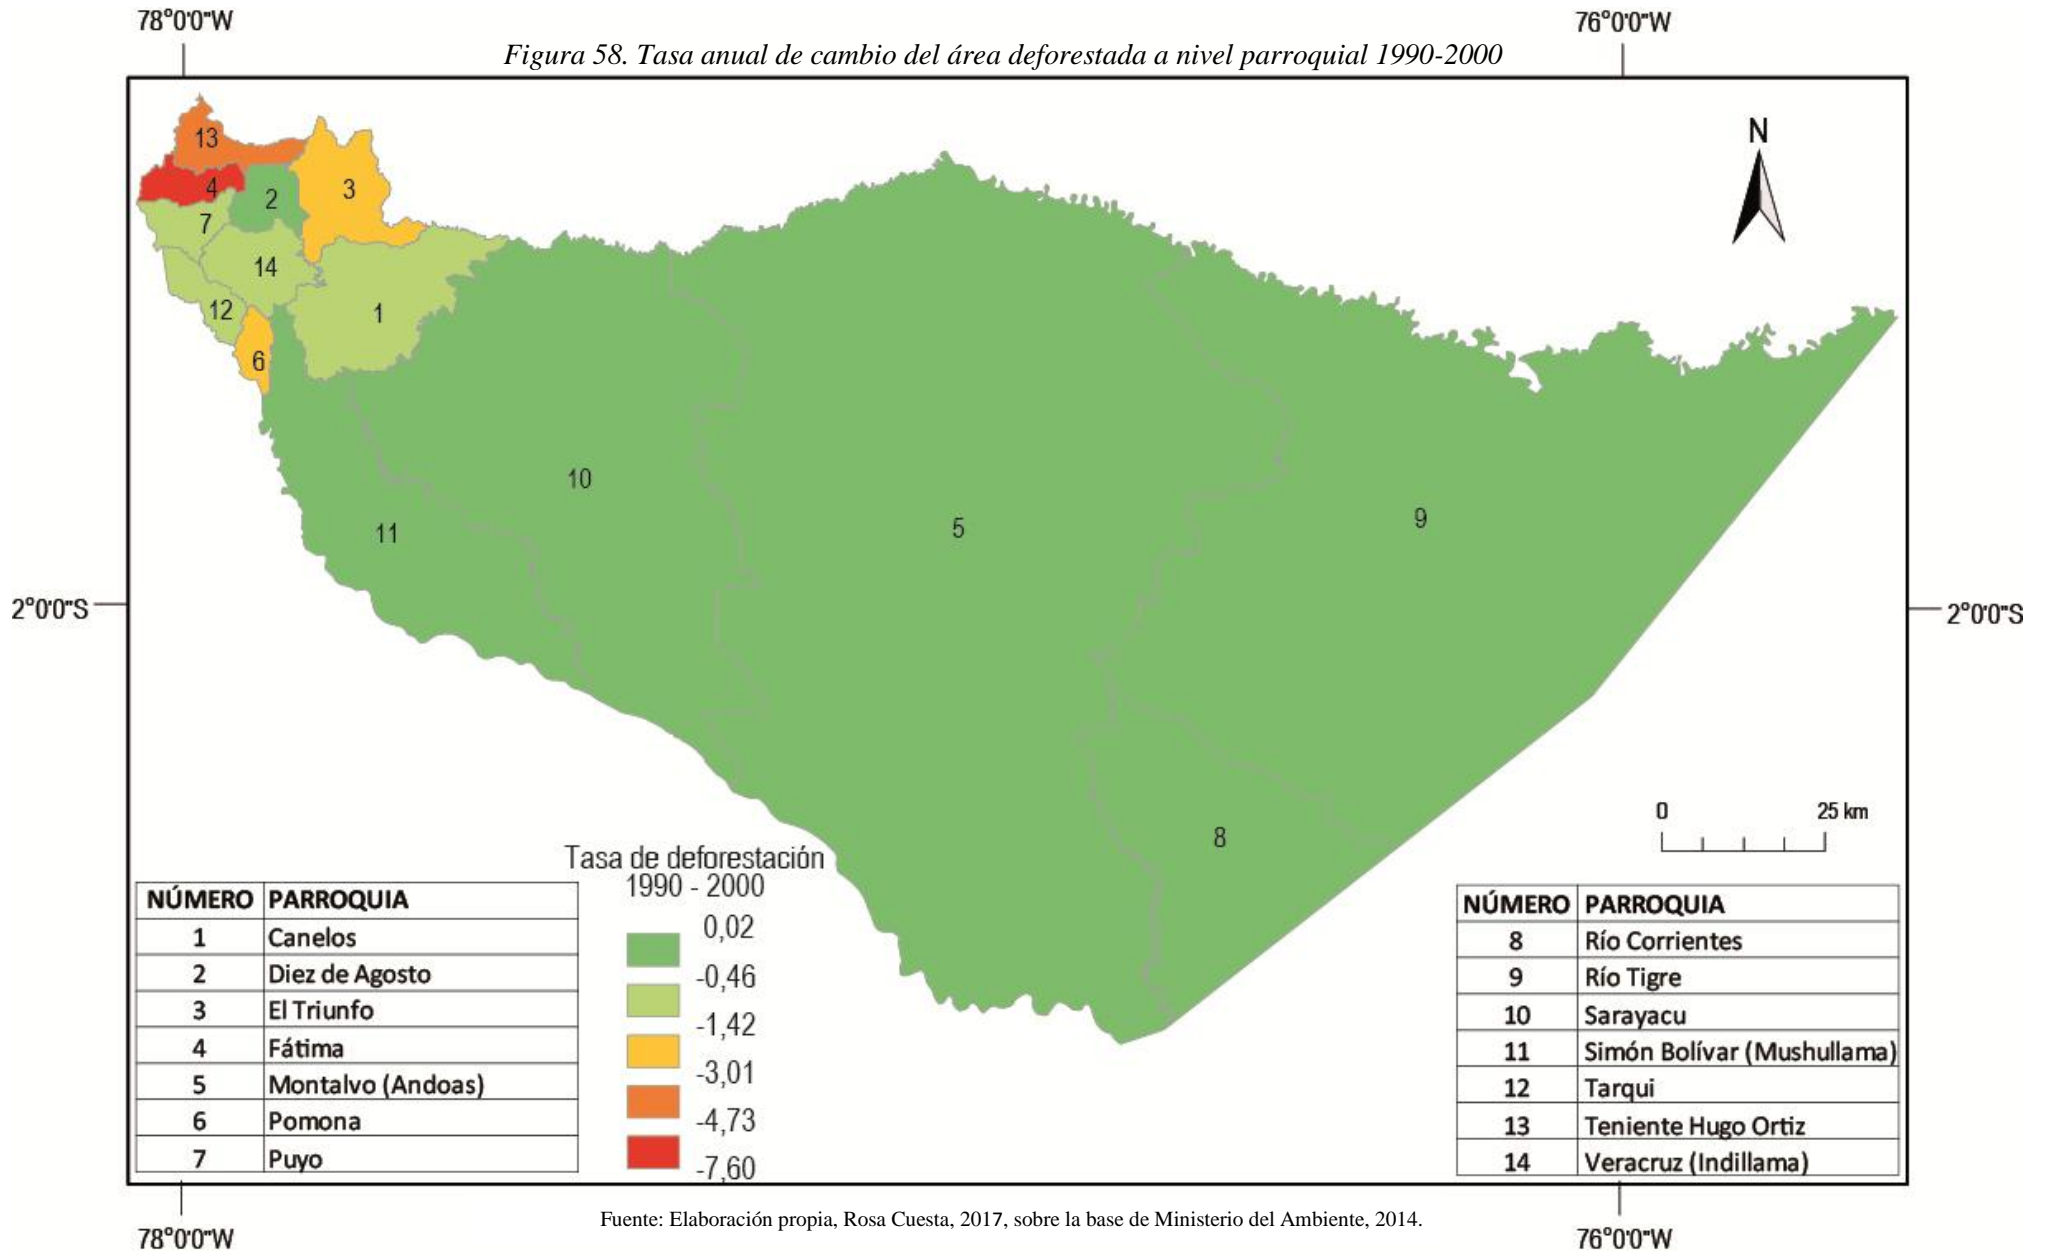 78°0'0"W 76°0'0"W
Figura 58. Tasa anual de cambio del área deforestada a nivel parroquial 1990-2000
N
13
4
3
2
7
14
12
1
6
10
11
5
9
8
2°0'0"S 2°0'0"S
0 25 km
Tasa de deforestación
1990 - 2000
0,02
-0,46
-1,42
-3,01
-4,73
-7,60
NÚMERO PARROQUIA
1 Canelos
2 Diez de Agosto
3 El Triunfo
4 Fátima
5 Montalvo (Andoas)
6 Pomona
7 Puyo
NÚMERO PARROQUIA
8 Río Corrientes
9 Río Tigre
10 Sarayacu
11 Simón Bolívar (Mushullama)
12 Tarqui
13 Teniente Hugo Ortiz
14 Veracruz (Indillama)
Fuente: Elaboración propia, Rosa Cuesta, 2017, sobre la base de Ministerio del Ambiente, 2014.
78°0'0"W 76°0'0"W